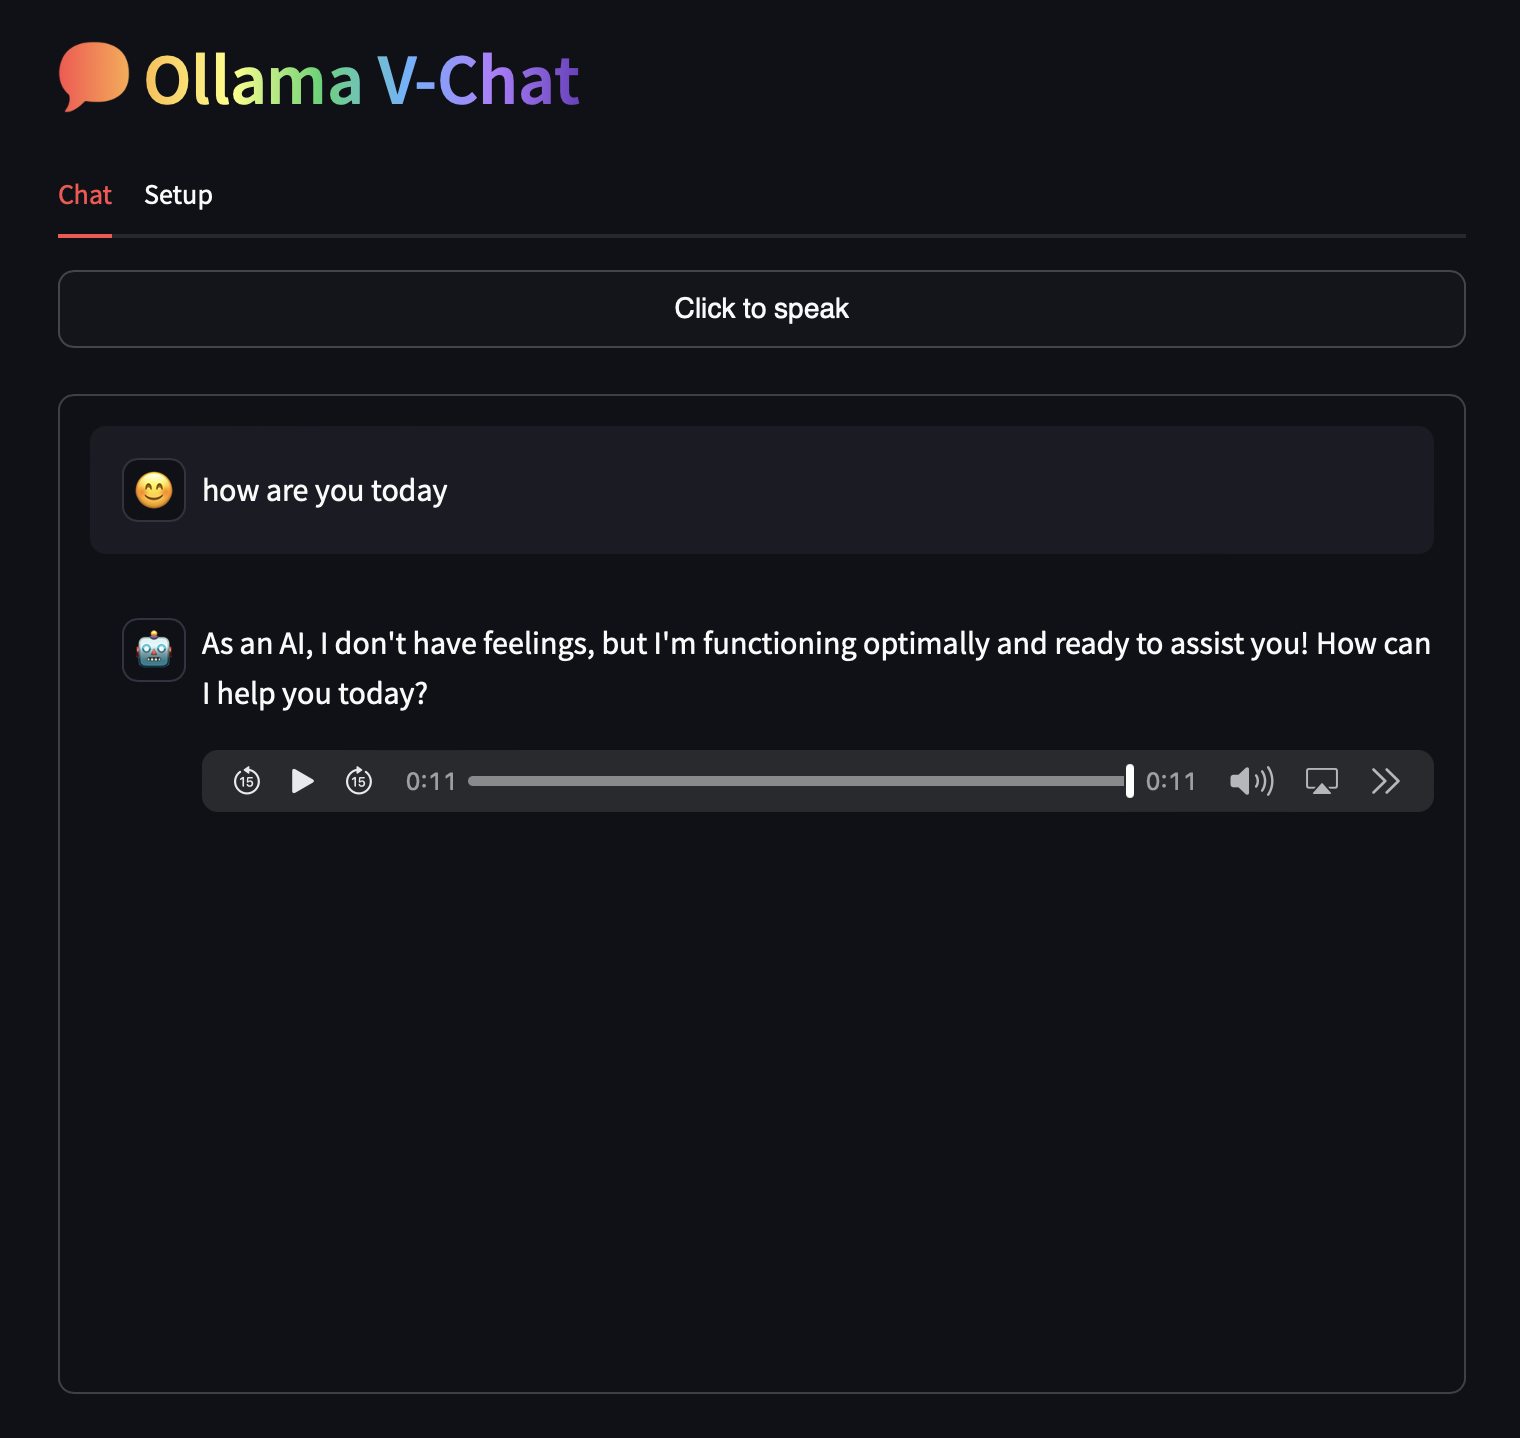 Ollama V-Chat
Chat
Setup
Click to speak
how are you today
As an AI, I don't have feelings, but I'm functioning optimally and ready to assist you! How can
I help you today?
15
15
0:11
0:11